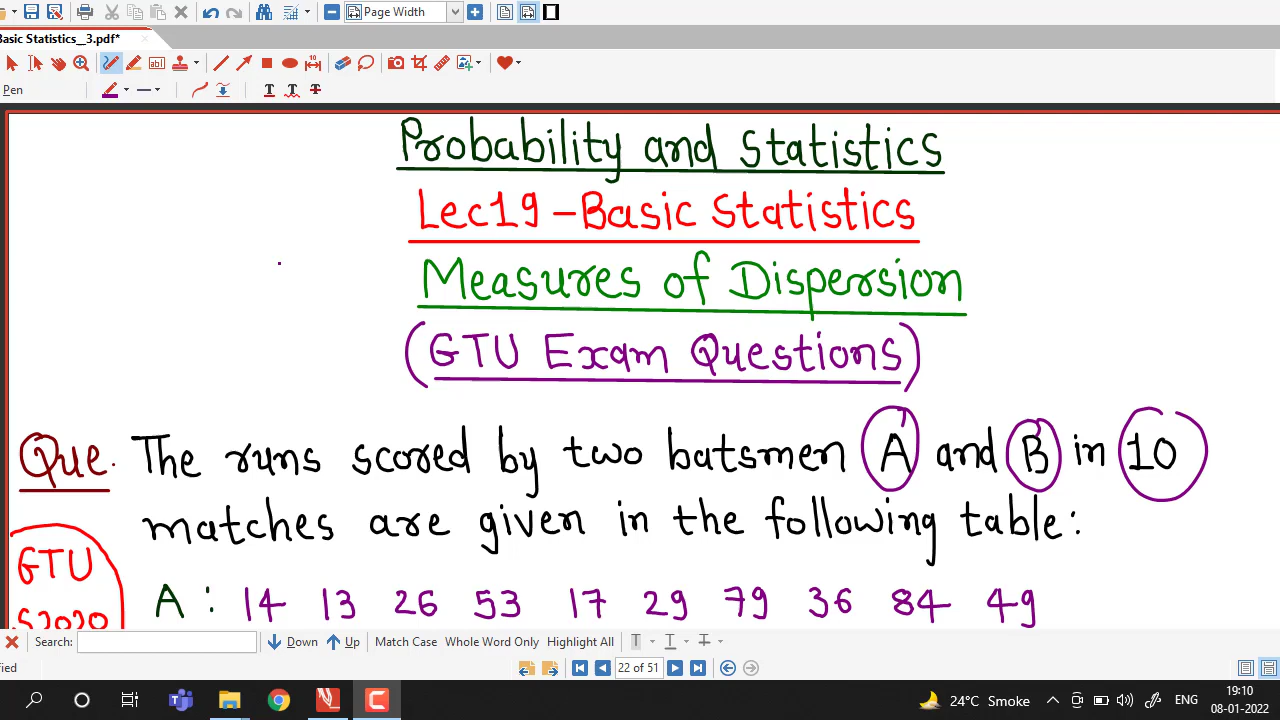 Page Width
Basic Statistics_3.pdf*
Pen
Probability and Statistics
Lec19-Basic Statistics
Measures of Dispersion
(GTU Exam Questions)
Que. The runs scored by two batsmen A and B in 10
matches are given in the following table:
GTU
S2020
A : 14 13 26 53 17 29 79 36 84 49
Search: Down Up Match Case Whole Word Only Highlight All T T T
fied 22 of 51
24°C Smoke ENG 19:10
08-01-2022